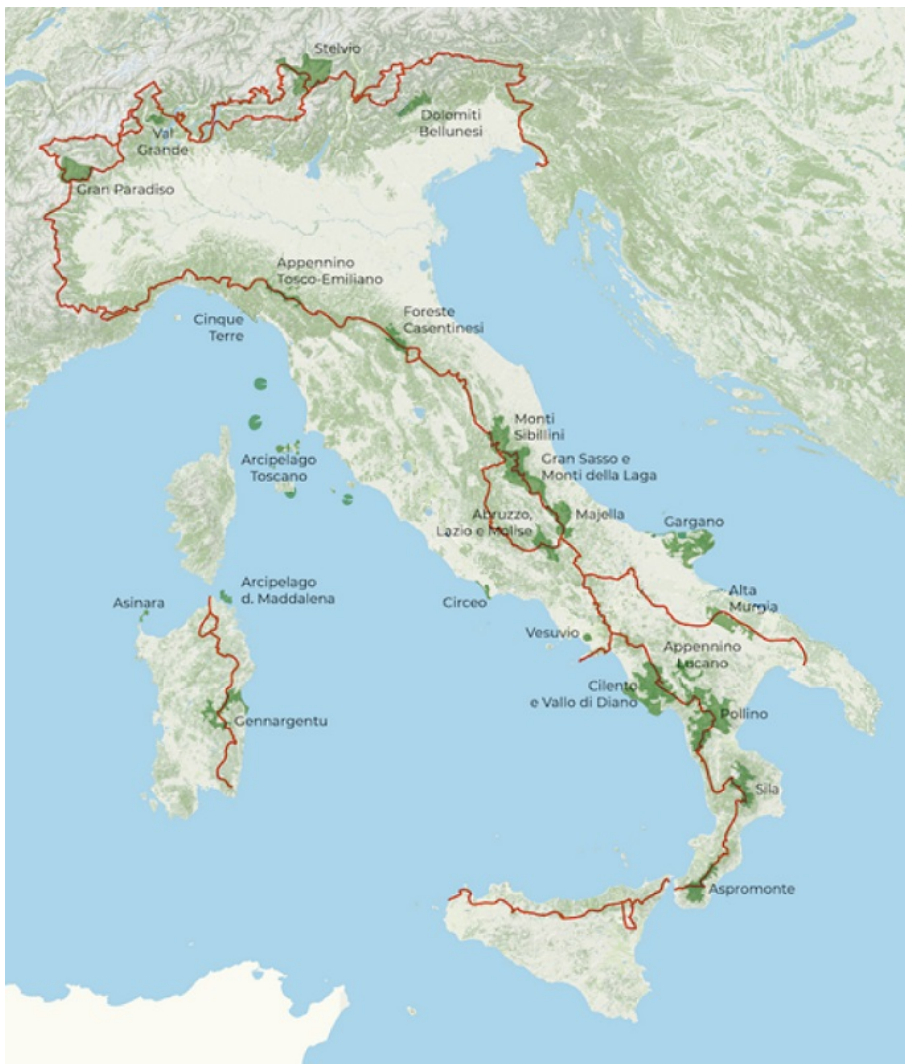 Stelvio
Val
Grande
Dolomiti
Bellunesi
Gran Paradiso
Appennino
Tosco-Emiliano
Cinque
Terre
Foreste
Casentinesi
Monti
Sibillini
Arcipelago
Toscano
Gran Sasso e
Monti della Laga
Abruzzo,
Lazio e Molise
Majella
Gargano
Asinara
Arcipelago
d. Maddalena
Circeo
Alta
Murgia
Vesuvio
Appennino
Lucano
Cilento
e Vallo di Diano
Gennargentu
Pollino
Sila
Aspromonte